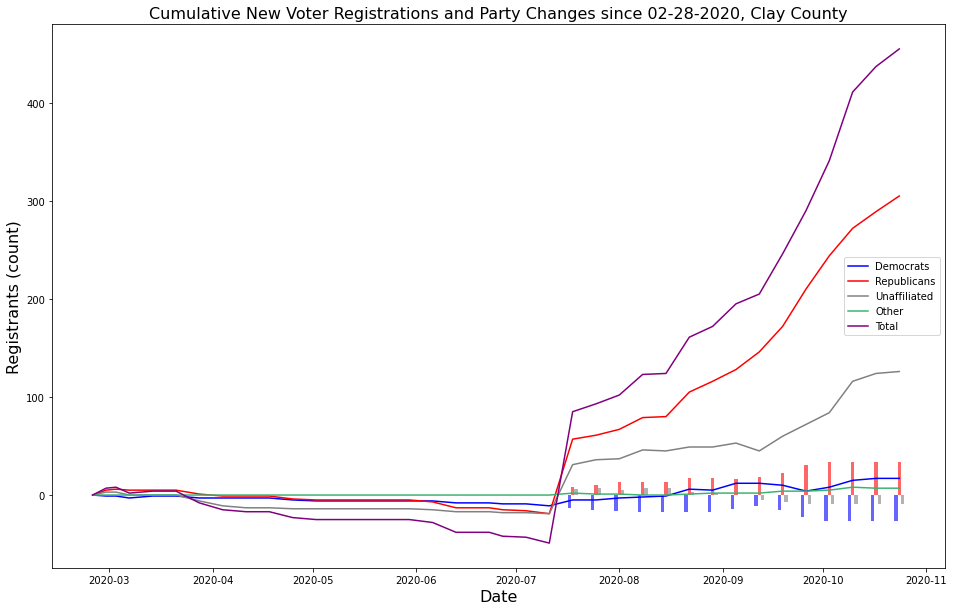 Cumulative New Voter Registrations and Party Changes since 02-28-2020, Clay County
Registrants (count)
400
300
200
100
0
Democrats
Republicans
Unaffiliated
Other
Total
2020-03
2020-04
2020-05
2020-06
2020-07
2020-08
2020-09
2020-10
2020-11
Date